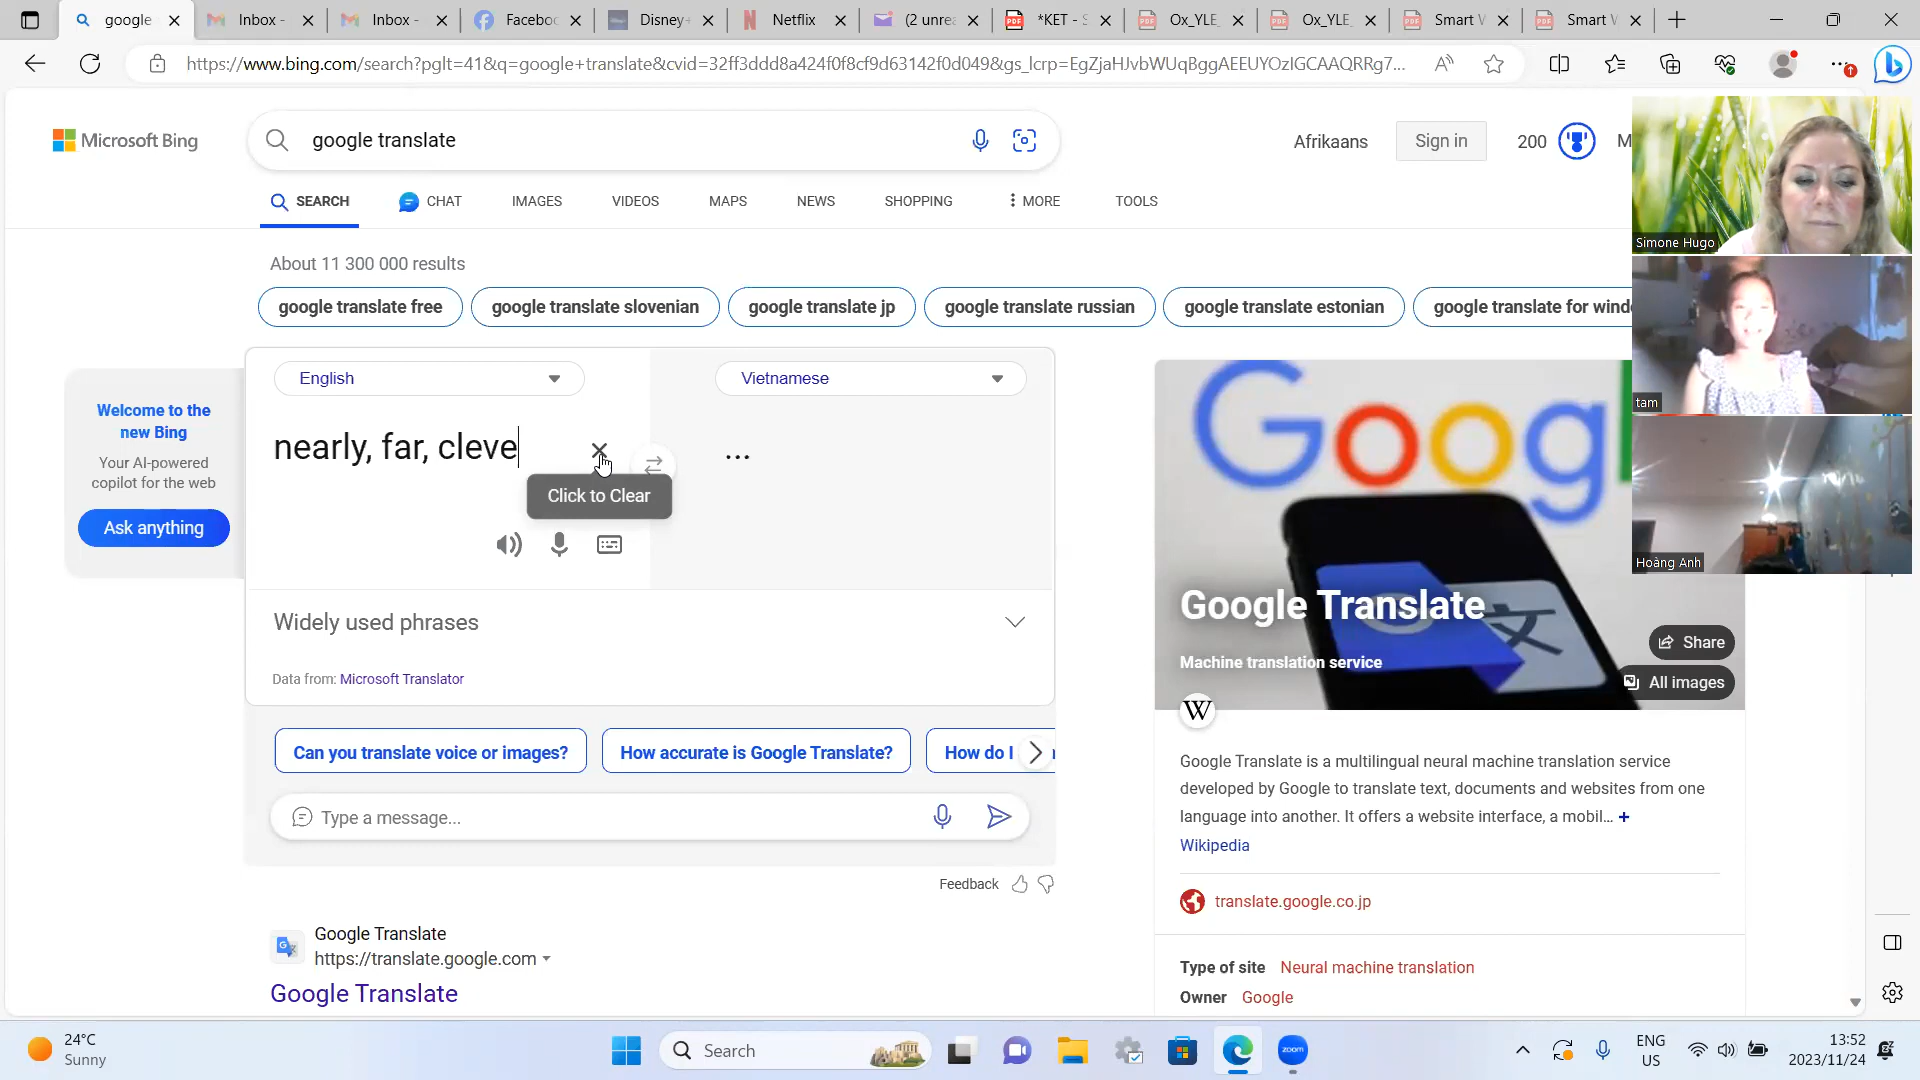 google
Inbox -
Inbox -
Faceboo
Disney+
Netflix
(2 unrea
*KET - S
Ox_YLE_
Ox_YLE_
Smart W
Smart W
https://www.bing.com/search?pglt=41&q=google+translate&cvid=32ff3ddd8a424f0f8cf9d63142f0d049&gs_lcrp=EgZjaHJvbWUqBggAEEUYOzIGCAAQRRg7...
Microsoft Bing
google translate
Afrikaans
Sign in
200
M
SEARCH
CHAT
IMAGES
VIDEOS
MAPS
NEWS
SHOPPING
MORE
TOOLS
Simone Hugo
About 11 300 000 results
google translate free
google translate slovenian
google translate jp
google translate russian
google translate estonian
google translate for wind
English
Vietnamese
tam
Welcome to the
new Bing
Your AI-powered
copilot for the web
Ask anything
nearly, far, cleve
...
Click to Clear
Googl
Hoàng Anh
Google Translate
Machine translation service
Share
All images
Widely used phrases
Data from: Microsoft Translator
Can you translate voice or images?
How accurate is Google Translate?
How do I
Type a message...
Feedback
W
Google Translate is a multilingual neural machine translation service
developed by Google to translate text, documents and websites from one
language into another. It offers a website interface, a mobil... +
Wikipedia
translate.google.co.jp
Type of site Neural machine translation
Owner Google
Google Translate
https://translate.google.com
Google Translate
24°C
Sunny
Search
zoom
ENG
US
13:52
2023/11/24